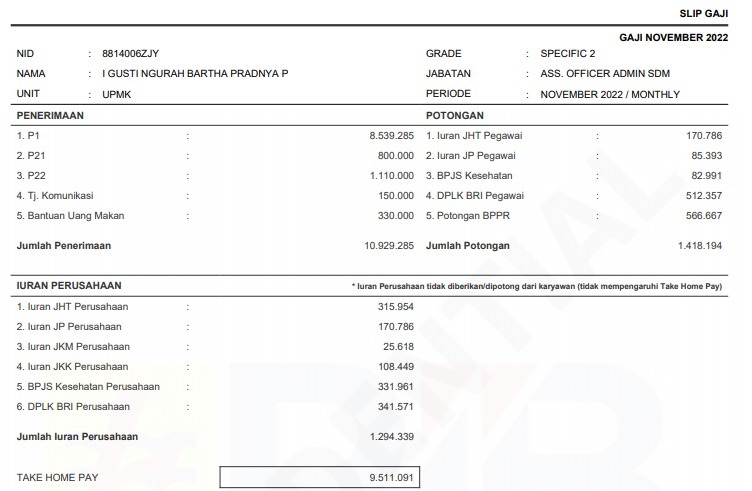 SLIP GAJI
GAJI NOVEMBER 2022
NID : 8814006ZJY GRADE : SPECIFIC 2
NAMA : I GUSTI NGURAH BARTHA PRADNYA P JABATAN : ASS. OFFICER ADMIN SDM
UNIT : UPMK PERIODE : NOVEMBER 2022 / MONTHLY
PENERIMAAN POTONGAN
1. P1 : 8.539.285 1. Iuran JHT Pegawai : 170.786
2. P21 : 800.000 2. Iuran JP Pegawai : 85.393
3. P22 : 1.110.000 3. BPJS Kesehatan : 82.991
4. Tj. Komunikasi : 150.000 4. DPLK BRI Pegawai : 512.357
5. Bantuan Uang Makan : 330.000 5. Potongan BPPR : 566.667
Jumlah Penerimaan 10.929.285 Jumlah Potongan 1.418.194
IURAN PERUSAHAAN * Iuran Perusahaan tidak diberikan/dipotong dari karyawan (tidak mempengaruhi Take Home Pay)
1. Iuran JHT Perusahaan : 315.954
2. Iuran JP Perusahaan : 170.786
3. Iuran JKM Perusahaan : 25.618
4. Iuran JKK Perusahaan : 108.449
5. BPJS Kesehatan Perusahaan : 331.961
6. DPLK BRI Perusahaan : 341.571
Jumlah Iuran Perusahaan 1.294.339
TAKE HOME PAY 9.511.091